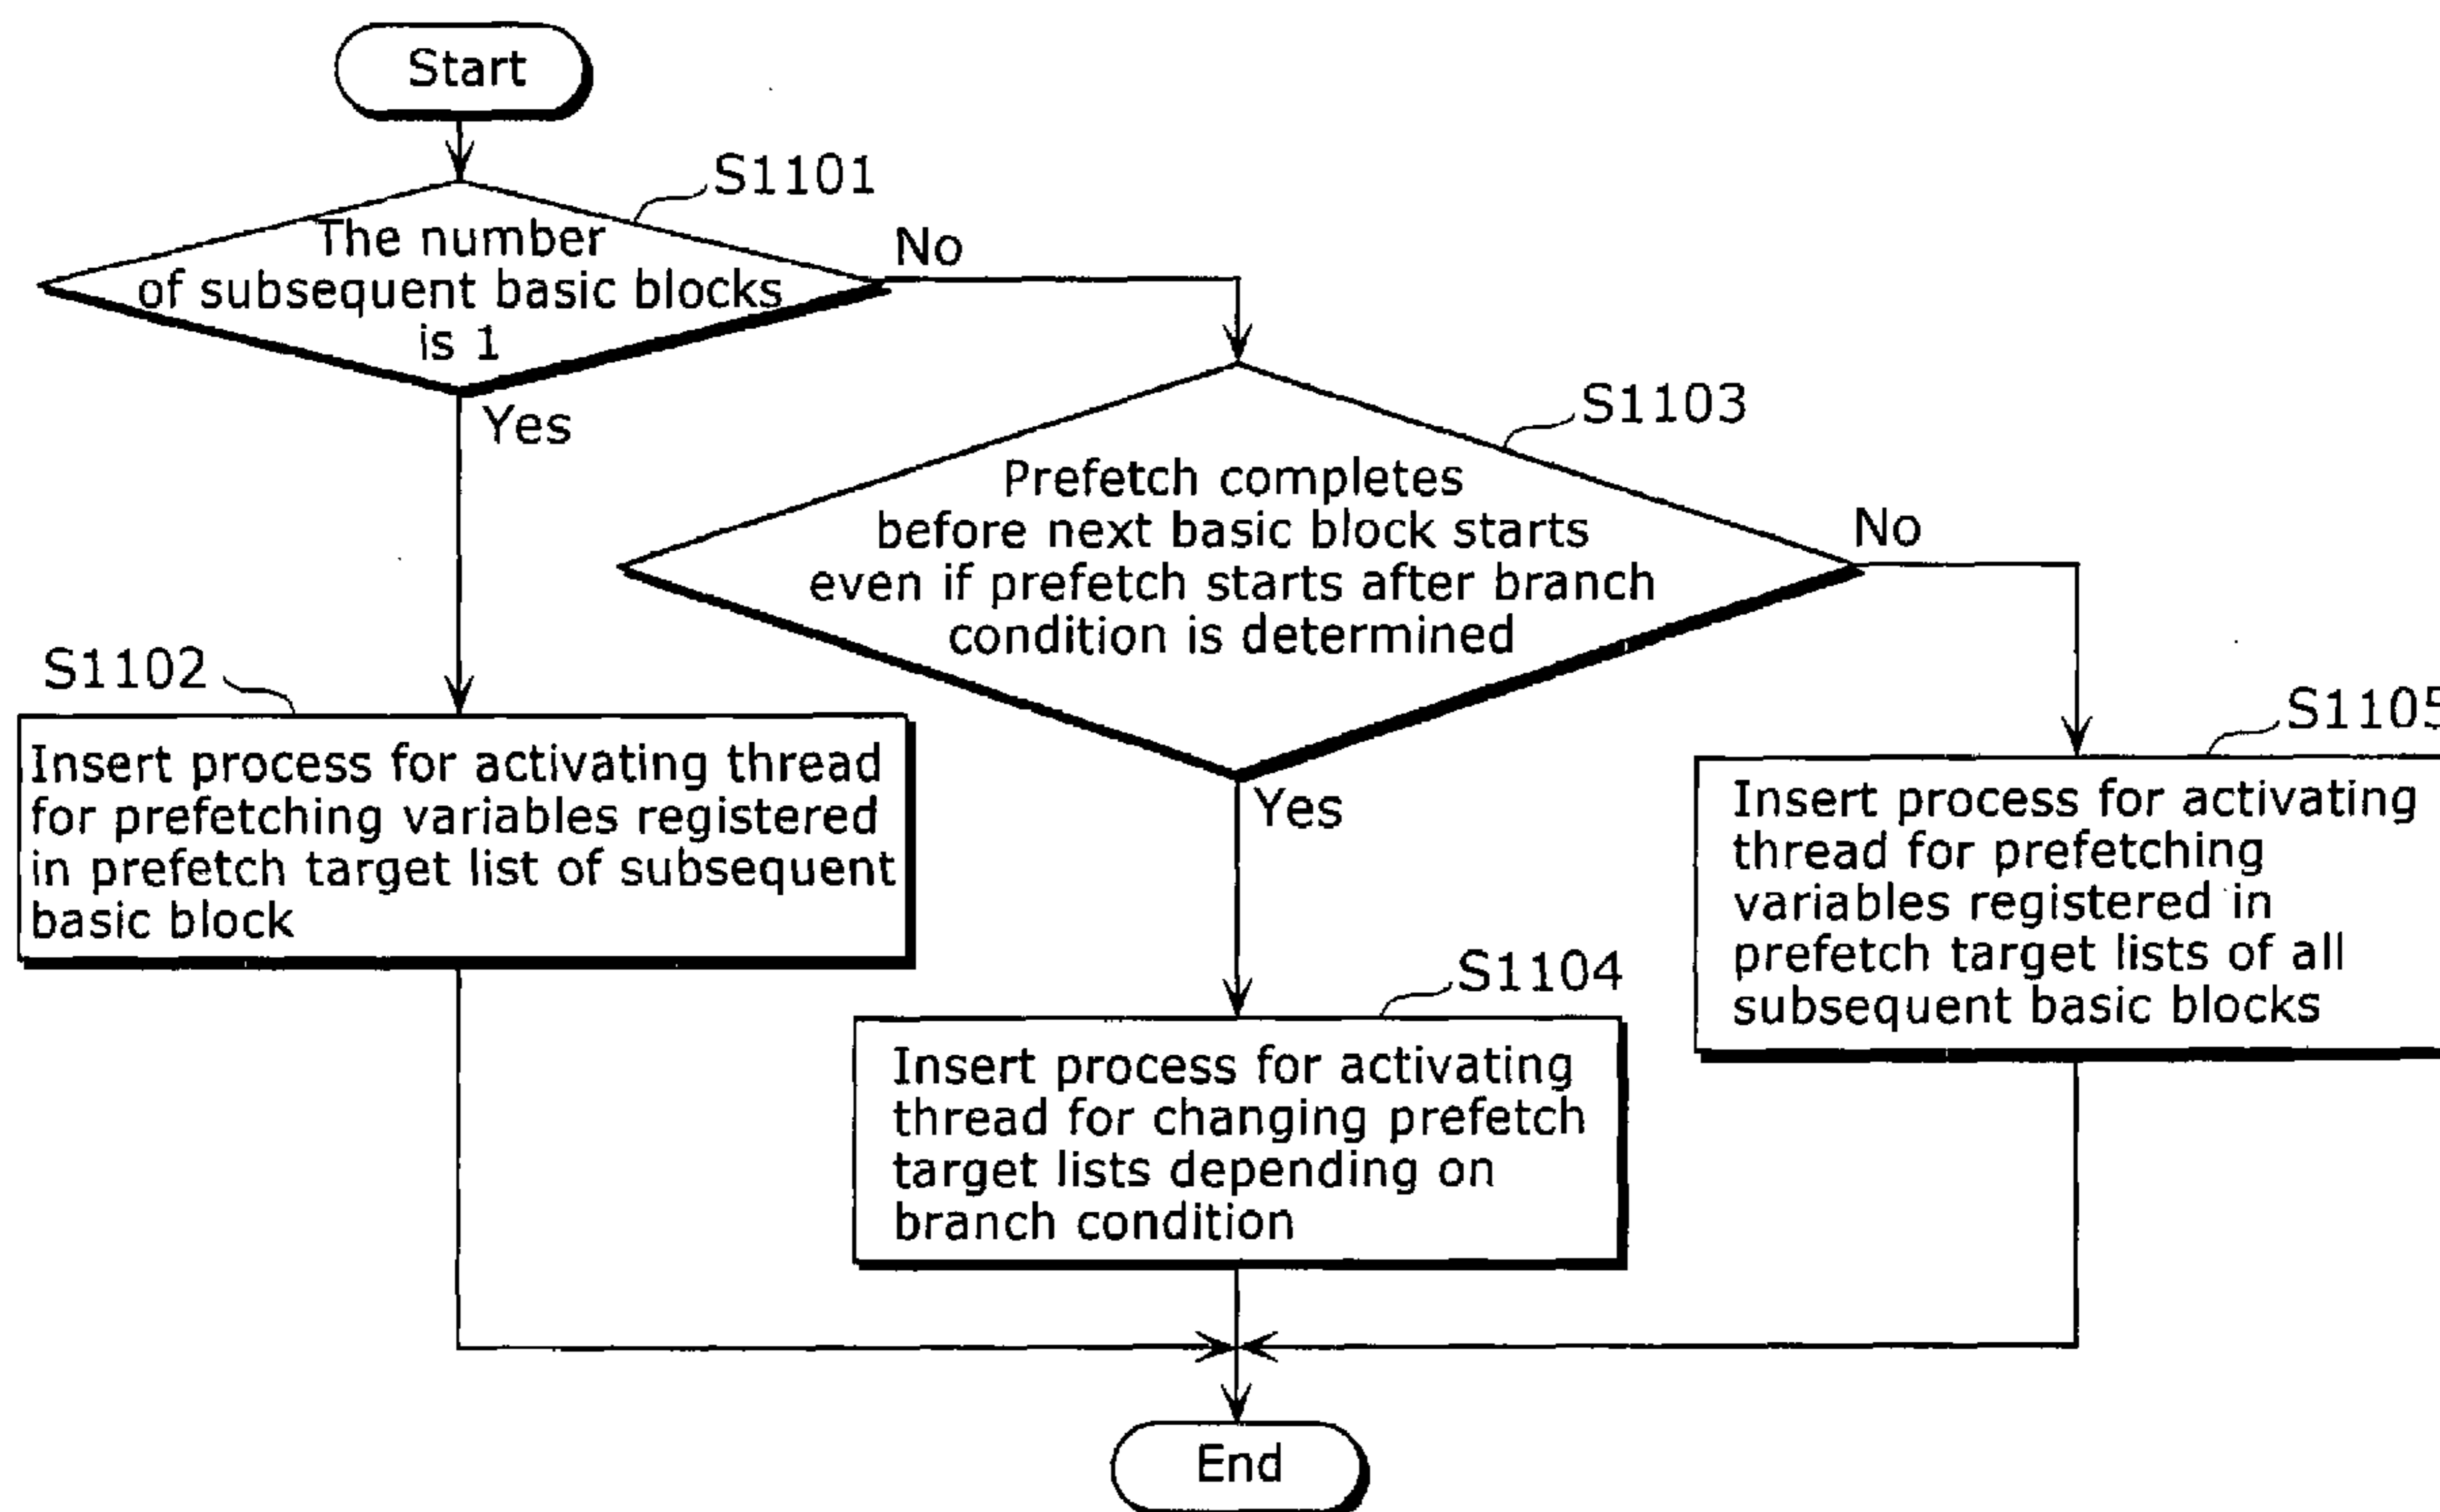 Start
S1101
The number
of subsequent basic blocks
is 1
No
Yes
S1103
Prefetch completes
before next basic block starts
even if prefetch starts after branch
condition is determined
No
Yes
S1102
Insert process for activating thread
for prefetching variables registered
in prefetch target list of subsequent
basic block
S1105
Insert process for activating
thread for prefetching
variables registered in
prefetch target lists of all
subsequent basic blocks
S1104
Insert process for activating
thread for changing prefetch
target lists depending on
branch condition
End